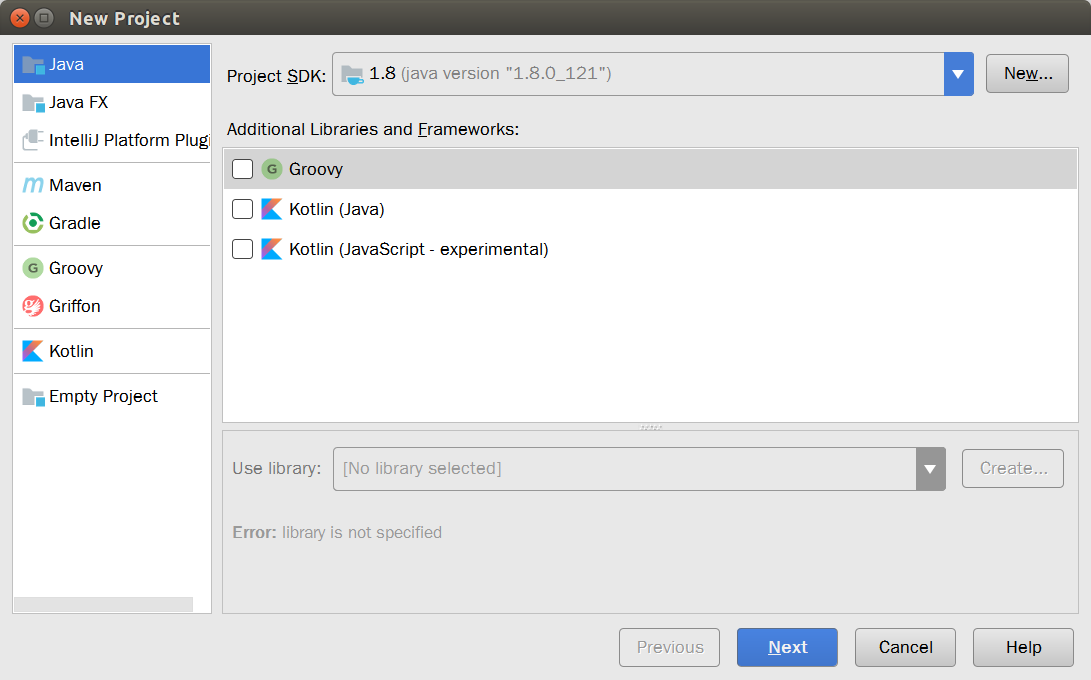 New Project
Java
Java FX
IntelliJ Platform Plugi
Maven
Gradle
G Groovy
Griffon
Kotlin
Empty Project
Project SDK: 1.8 (java version "1.8.0_121") New...
Additional Libraries and Frameworks:
G Groovy
Kotlin (Java)
Kotlin (JavaScript - experimental)
Use library: [No library selected] Create...
Error: library is not specified
Previous Next Cancel Help